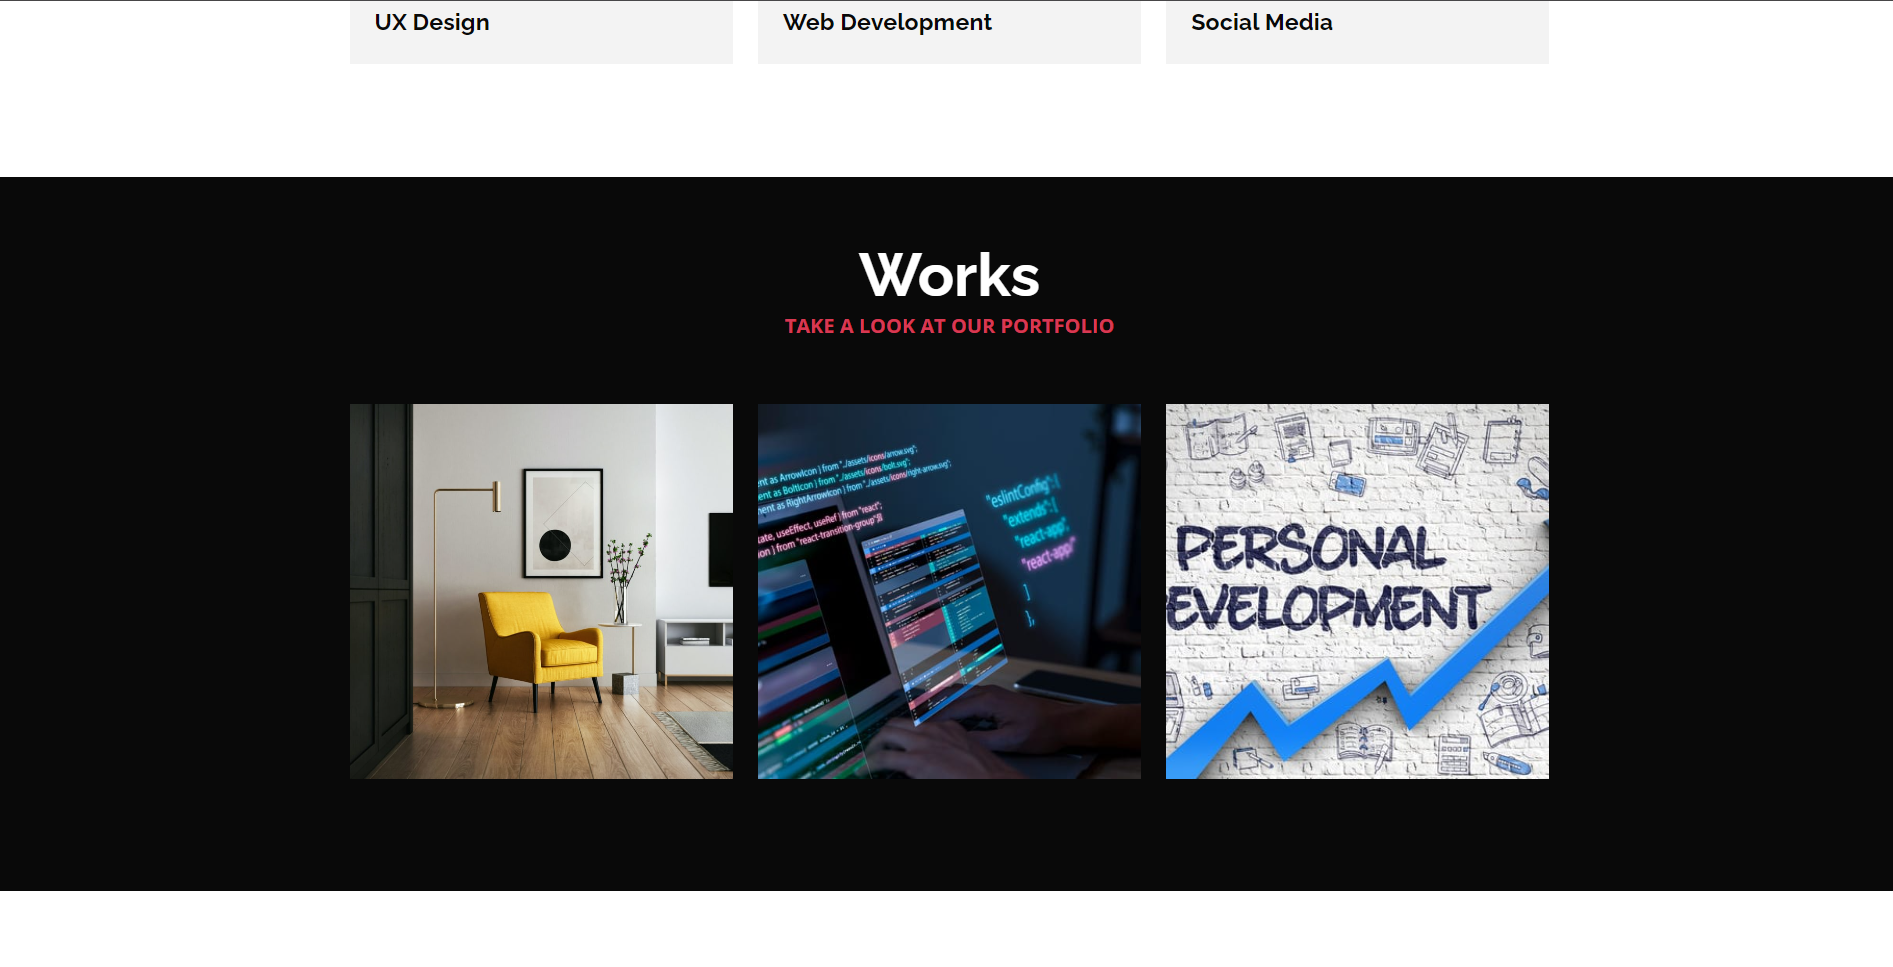 UX Design
Web Development
Social Media
Works
TAKE A LOOK AT OUR PORTFOLIO
ent as ArrowIcon } from "./assets/icons/arrow.svg";
ent as BoltIcon } from "./assets/icons/bolt.svg";
nent as RightArrowIcon } from "./assets/icons/right-arrow.svg";
tate, useEffect, useRef } from "react";
ion } from "react-transition-group";
"eslintConfig": {
"extends": [
"react-app",
"react-app/
]
},
PERSONAL
EVELOPMENT